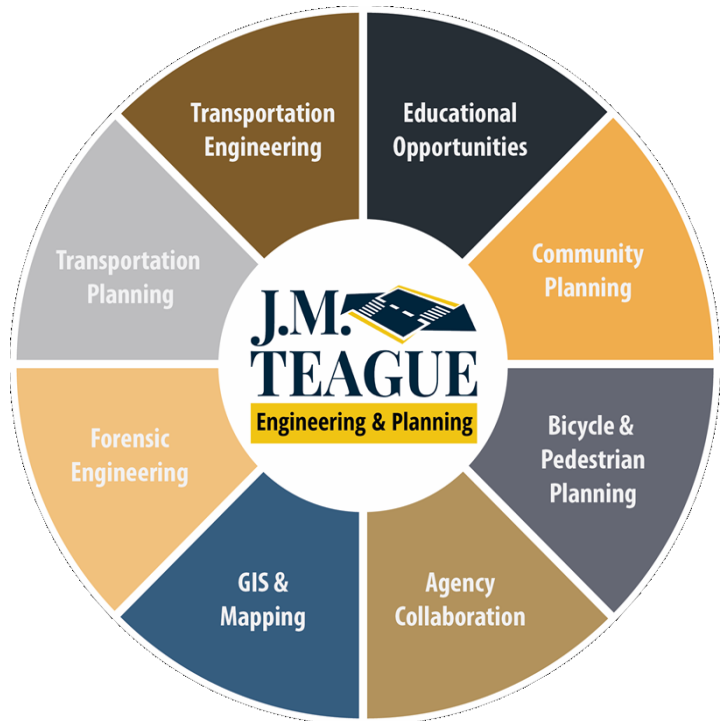 Transportation
Engineering
Educational
Opportunities
Community
Planning
Bicycle &
Pedestrian
Planning
Agency
Collaboration
GIS &
Mapping
Forensic
Engineering
Transportation
Planning
J.M.
TEAGUE
Engineering & Planning